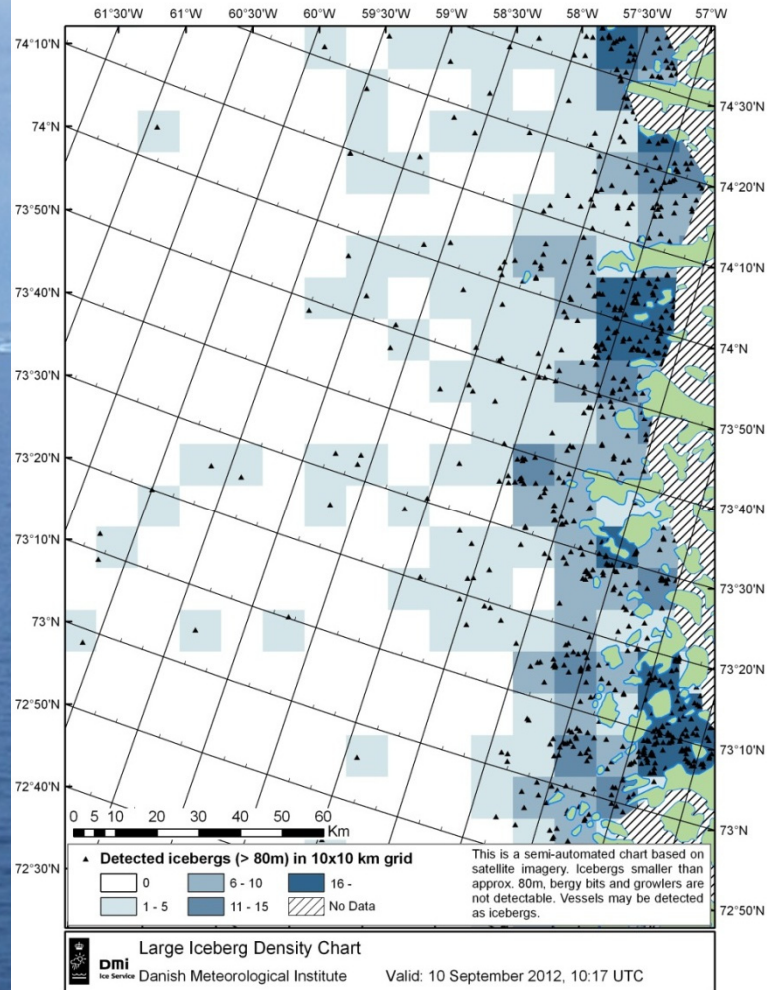 61°30'W 61°W 60°30'W 60°W 59°30'W 59°W 58°30'W 58°W 57°30'W 57°W
74°10'N
74°N
73°50'N
73°40'N
73°30'N
73°20'N
73°10'N
73°N
72°50'N
72°40'N
72°30'N
74°30'N
74°20'N
74°10'N
74°N
73°50'N
73°40'N
73°30'N
73°20'N
73°10'N
73°N
72°50'N
0 5 10 20 30 40 50 60
Km
Detected icebergs (> 80m) in 10x10 km grid
0 6 - 10 16 -
1 - 5 11 - 15 No Data
This is a semi-automated chart based on
satellite imagery. Icebergs smaller than
approx. 80m, bergy bits and growlers are
not detectable. Vessels may be detected
as icebergs.
DMi
Ice Service
Large Iceberg Density Chart
Danish Meteorological Institute Valid: 10 September 2012, 10:17 UTC